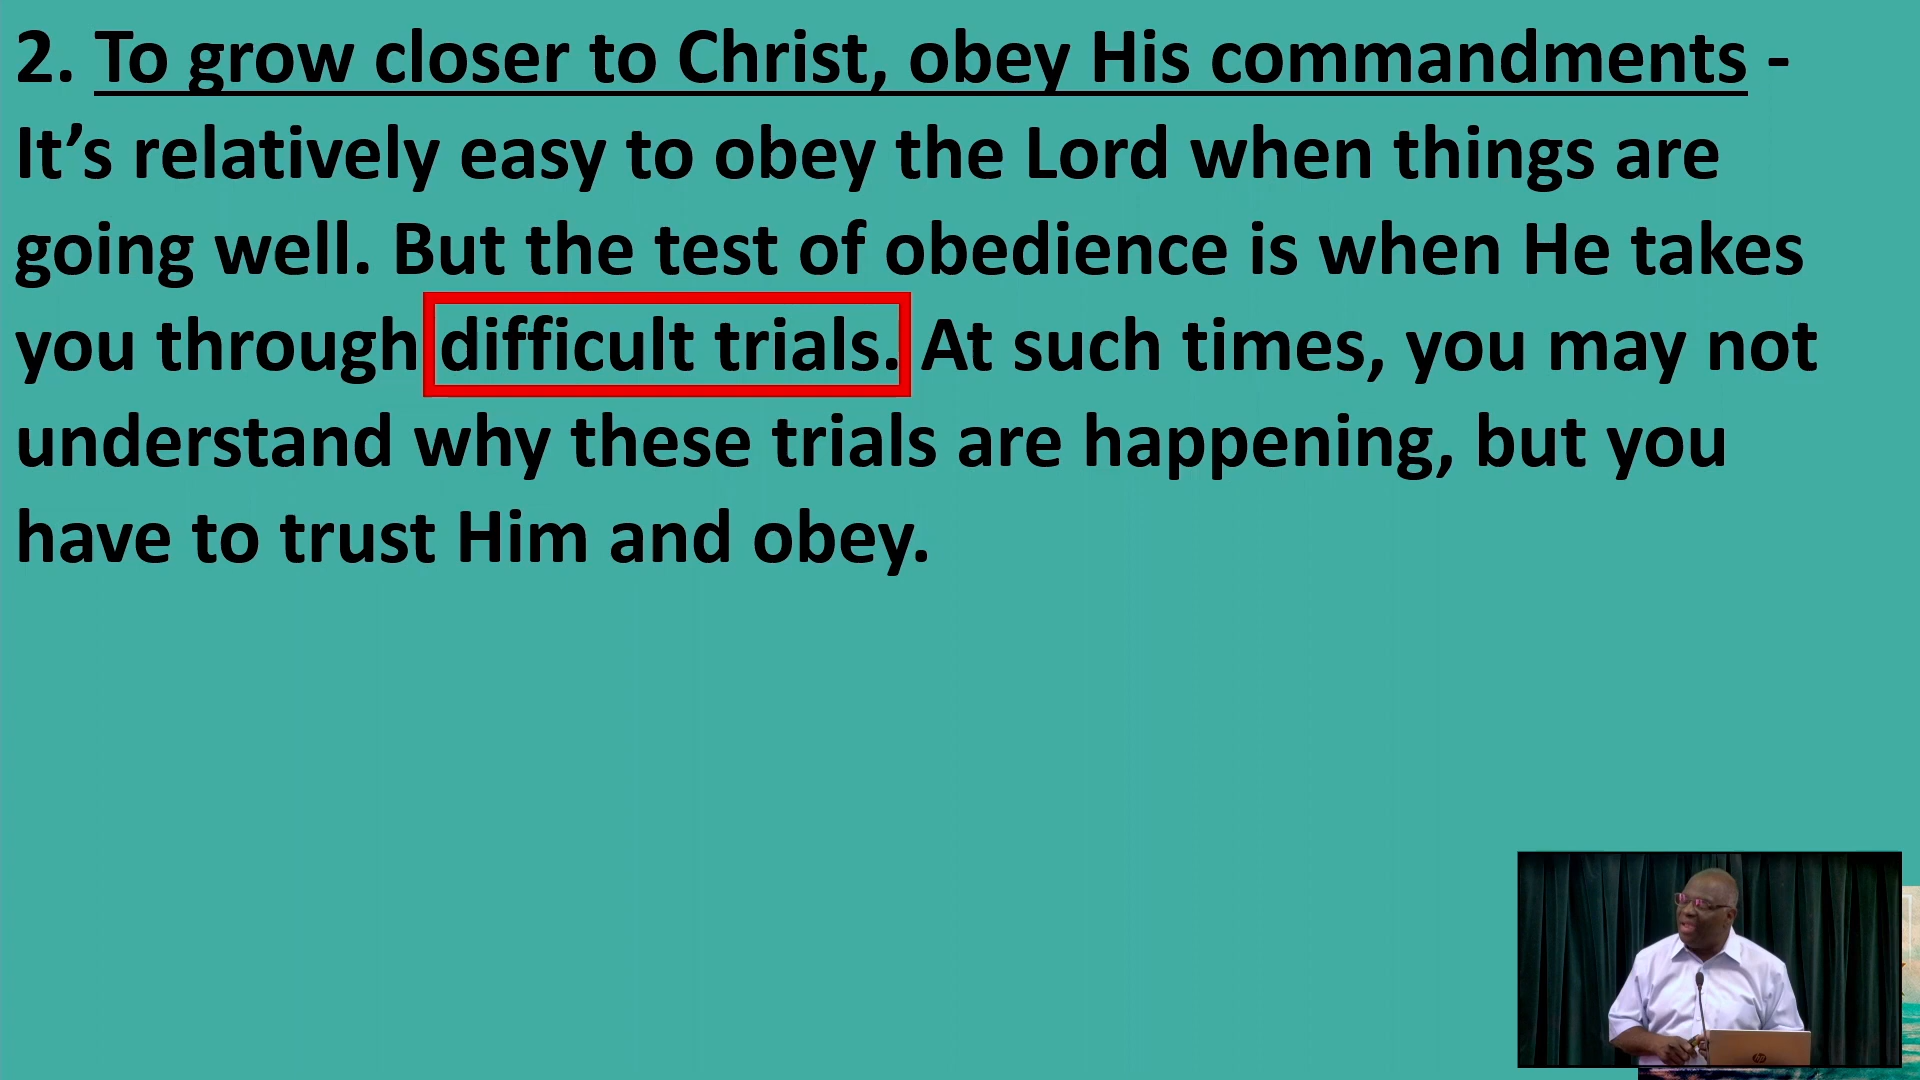 2. To grow closer to Christ, obey His commandments -
It’s relatively easy to obey the Lord when things are
going well. But the test of obedience is when He takes
you through difficult trials. At such times, you may not
understand why these trials are happening, but you
have to trust Him and obey.
hp